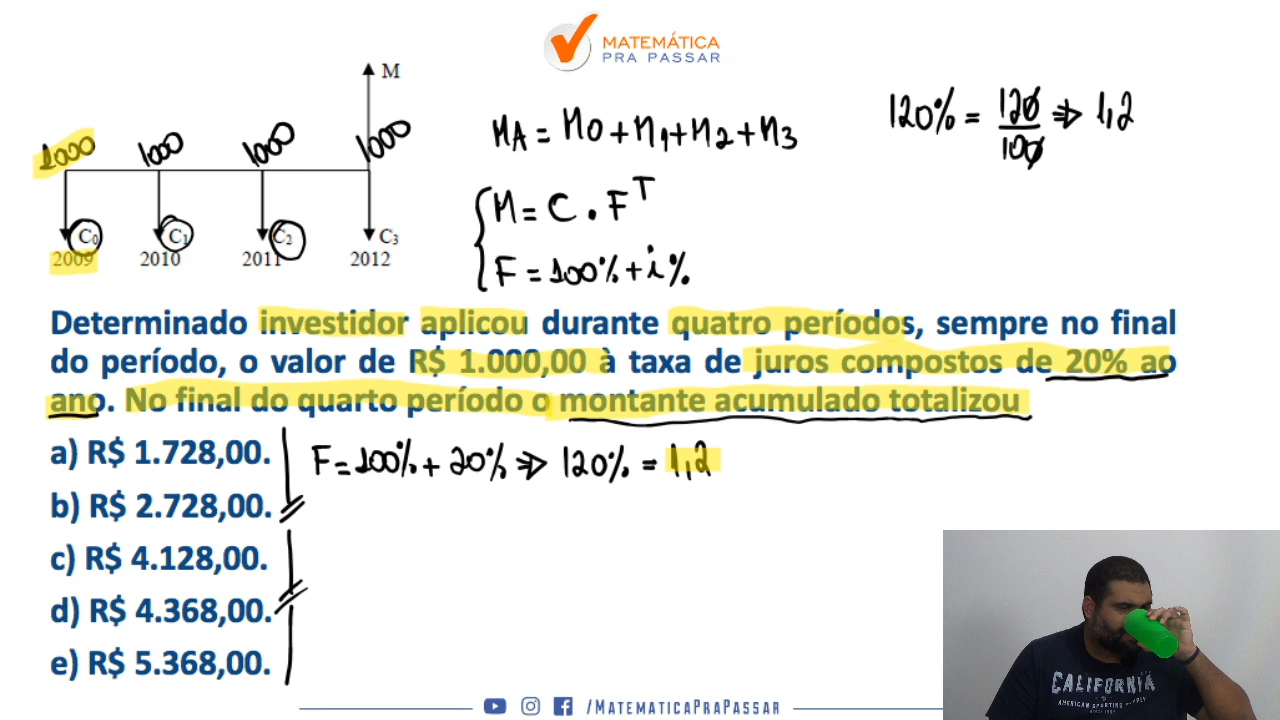 MATEMÁTICA
PRA PASSAR
M
1000 1000 1000 1000
C₀ C₁ C₂ C₃
2009 2010 2011 2012
MA = M0 + M1 + M2 + M3
M = C . F^T
F = 100% + i%
120% = 120/100 ⇒ 1,2
Determinado investidor aplicou durante quatro períodos, sempre no final
do período, o valor de R$ 1.000,00 à taxa de juros compostos de 20% ao
ano. No final do quarto período o montante acumulado totalizou
a) R$ 1.728,00.
F = 100% + 20% ⇒ 120% = 1,2
b) R$ 2.728,00.
c) R$ 4.128,00.
d) R$ 4.368,00.
e) R$ 5.368,00.
CALIFORNIA
/MATEMATICAPRAPASSAR